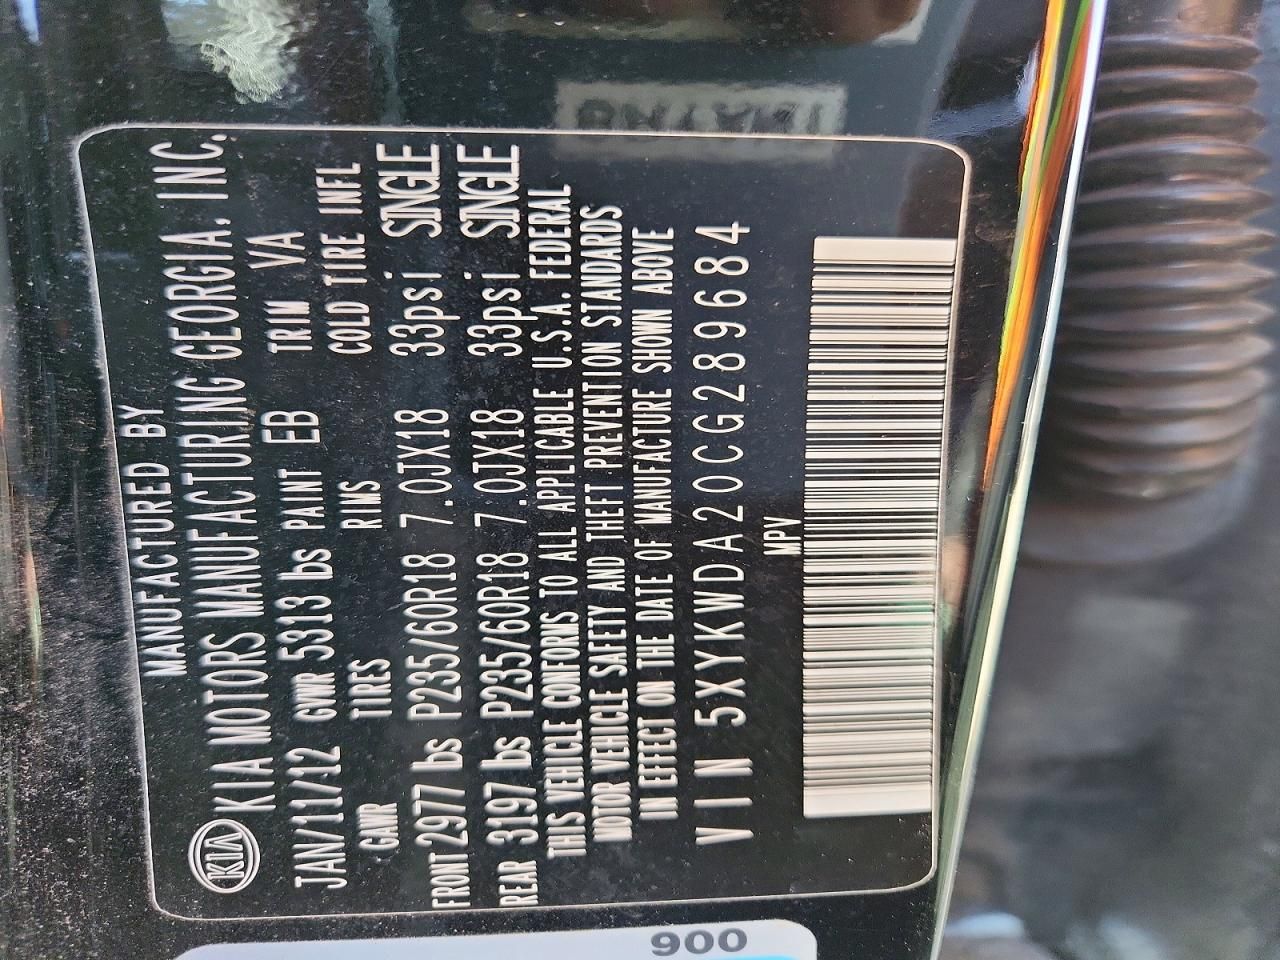 MANUFACTURED BY
KIA KIA MOTORS MANUFACTURING GEORGIA, INC.
JAN/11/12 GWR 5313 lbs PAINT EB TRIM VA
GAWR TIRES RIMS COLD TIRE INFL
FRONT 2977 lbs P235/60R18 7.0JX18 33psi SINGLE
REAR 3197 lbs P235/60R18 7.0JX18 33psi SINGLE
THIS VEHICLE CONFORMS TO ALL APPLICABLE U.S.A. FEDERAL
MOTOR VEHICLE SAFETY AND THEFT PREVENTION STANDARDS
IN EFFECT ON THE DATE OF MANUFACTURE SHOWN ABOVE
VIN 5XYKWDA20CG289684
MPV
900